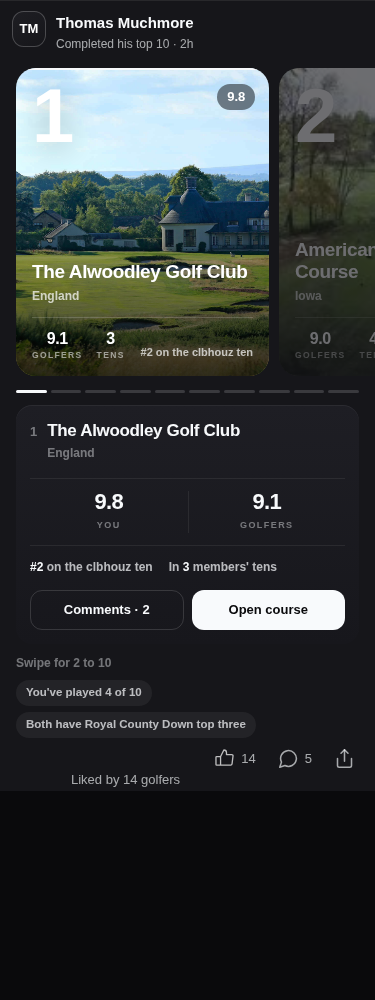 TM
Thomas Muchmore
Completed his top 10 · 2h
1
9.8
The Alwoodley Golf Club
England
9.1
GOLFERS
3
TENS
#2 on the clbhouz ten
2
American
Course
Iowa
9.0
GOLFERS
1 The Alwoodley Golf Club
England
9.8
YOU
9.1
GOLFERS
#2 on the clbhouz ten In 3 members' tens
Comments · 2
Open course
Swipe for 2 to 10
You've played 4 of 10
Both have Royal County Down top three
14
5
Liked by 14 golfers